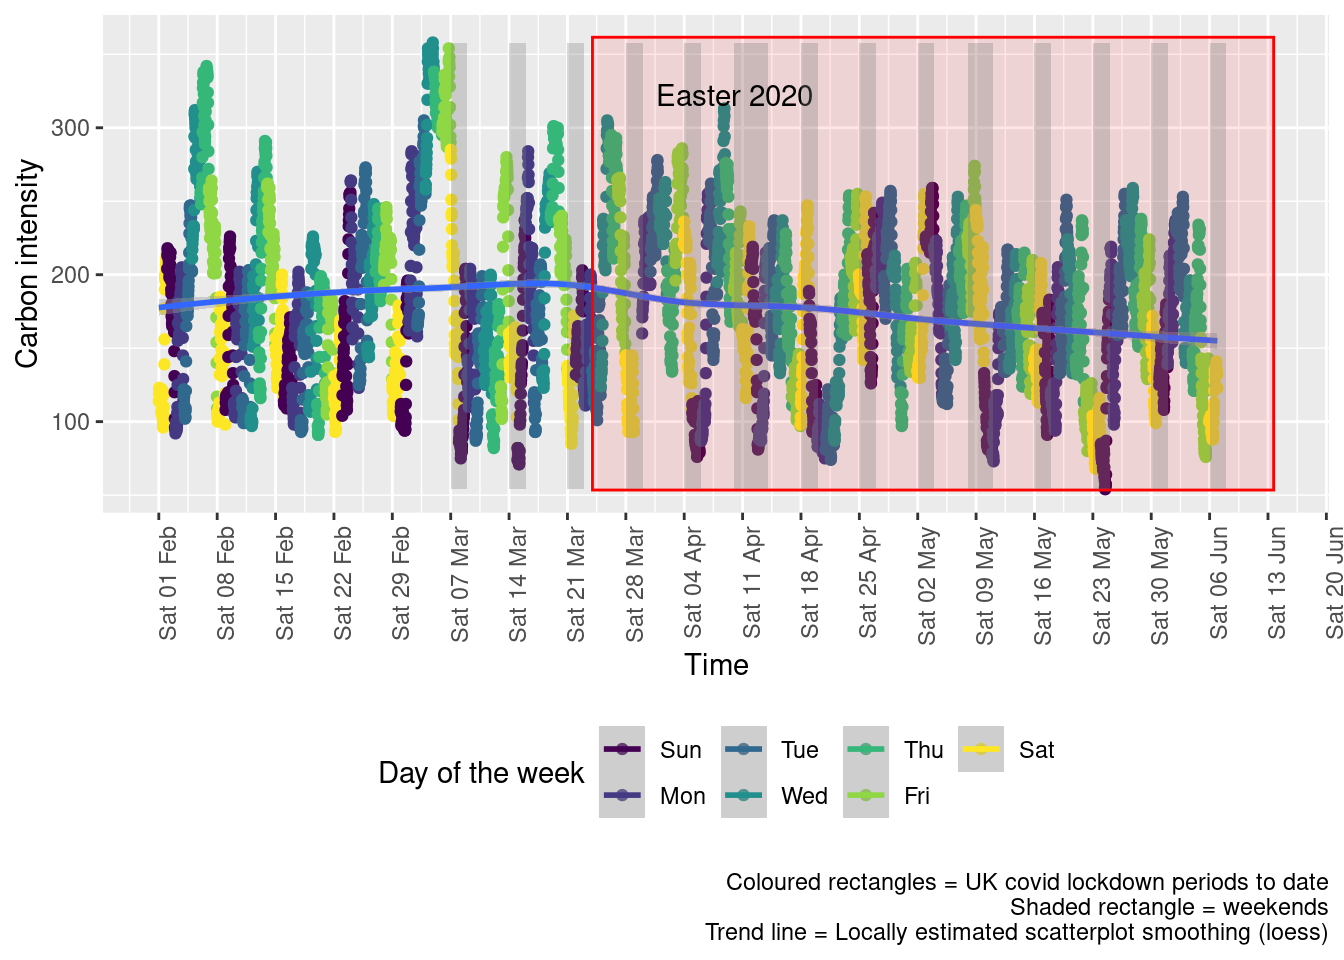 Easter 2020
Carbon intensity
300
200
100
Sat 01 Feb
Sat 08 Feb
Sat 15 Feb
Sat 22 Feb
Sat 29 Feb
Sat 07 Mar
Sat 14 Mar
Sat 21 Mar
Sat 28 Mar
Sat 04 Apr
Sat 11 Apr
Sat 18 Apr
Sat 25 Apr
Sat 02 May
Sat 09 May
Sat 16 May
Sat 23 May
Sat 30 May
Sat 06 Jun
Sat 13 Jun
Sat 20 Jun
Time
Day of the week
Sun
Tue
Thu
Sat
Mon
Wed
Fri
Coloured rectangles = UK covid lockdown periods to date
Shaded rectangle = weekends
Trend line = Locally estimated scatterplot smoothing (loess)